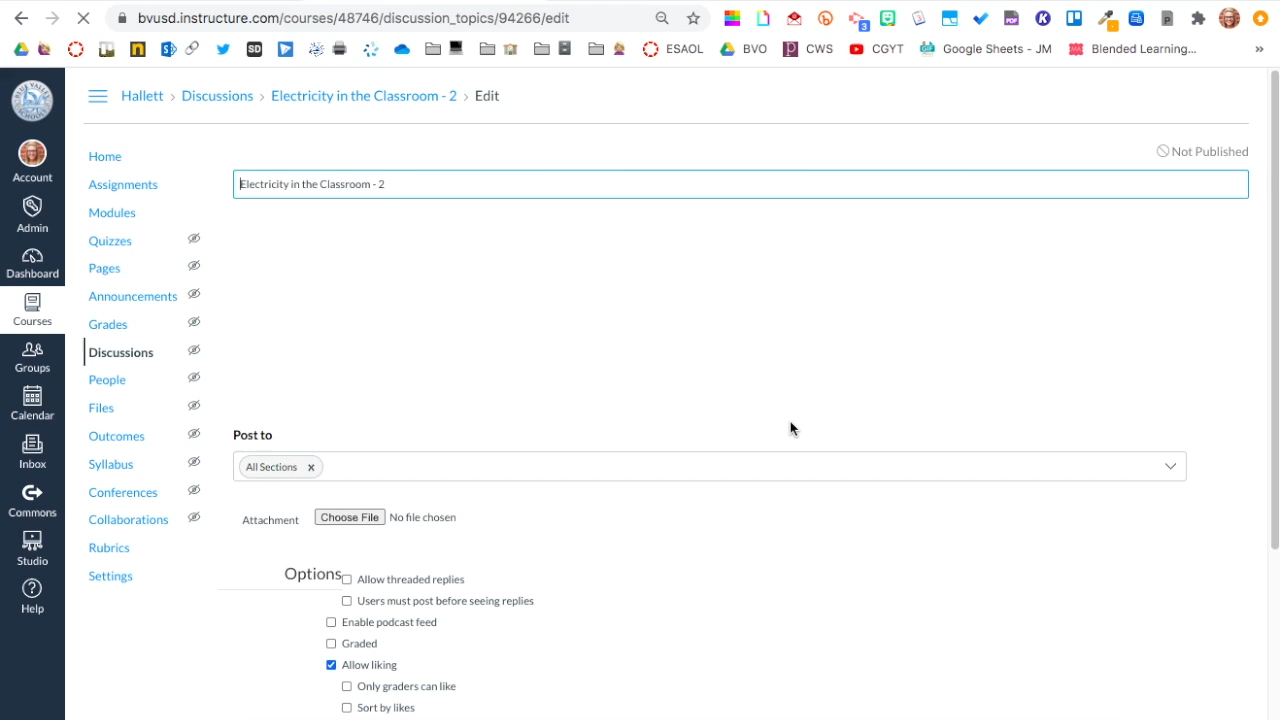 bvusd.instructure.com/courses/48746/discussion_topics/94266/edit
3
PDF
K
P
SD
ESAOL
BVO
CWS
CGYT
Google Sheets - JM
Blended Learning...
»
Hallett › Discussions › Electricity in the Classroom - 2 › Edit
Not Published
Electricity in the Classroom - 2
Account
Admin
Dashboard
Courses
Groups
Calendar
Inbox
Commons
Studio
Help
Home
Assignments
Modules
Quizzes
Pages
Announcements
Grades
Discussions
People
Files
Outcomes
Syllabus
Conferences
Collaborations
Rubrics
Settings
Post to
All Sections x
Attachment Choose File No file chosen
Options
Allow threaded replies
Users must post before seeing replies
Enable podcast feed
Graded
Allow liking
Only graders can like
Sort by likes